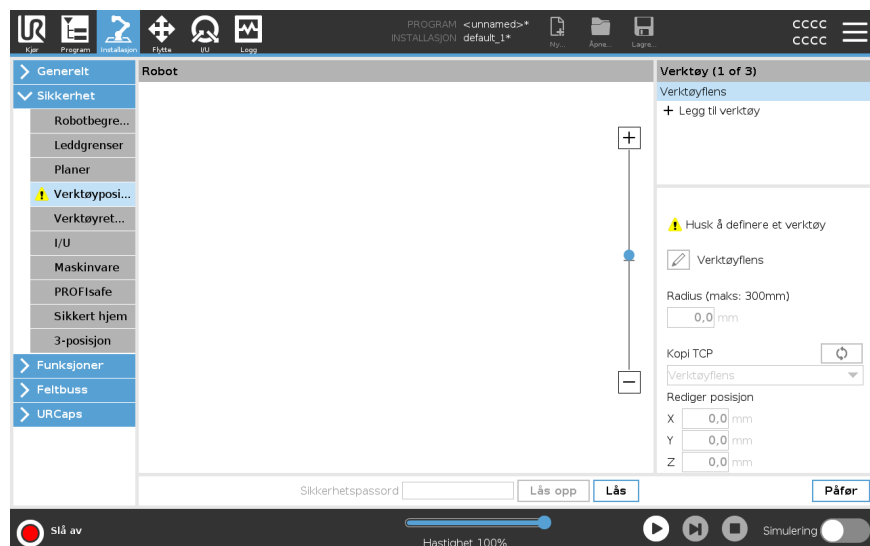 PROGRAM <unnamed>*
INSTALLASJON default_1*
CCCC
CCCC
Kjør Program Installasjon Flytte I/U Logg Ny... Åpne... Lagre...
Generelt
Sikkerhet
Robotbegre...
Leddgrenser
Planer
Verktøyposi...
Verktøyret...
I/U
Maskinvare
PROFIsafe
Sikkert hjem
3-posisjon
Funksjoner
Feltbuss
URCaps
Robot
Verktøy (1 of 3)
Verktøyflens
+ Legg til verktøy
Husk å definere et verktøy
Verktøyflens
Radius (maks: 300mm)
0,0 mm
Kopi TCP
Verktøyflens
Rediger posisjon
X 0,0 mm
Y 0,0 mm
Z 0,0 mm
Sikkerhetspassord Lås opp Lås Påfør
Slå av
Hastighet 100%
Simulering